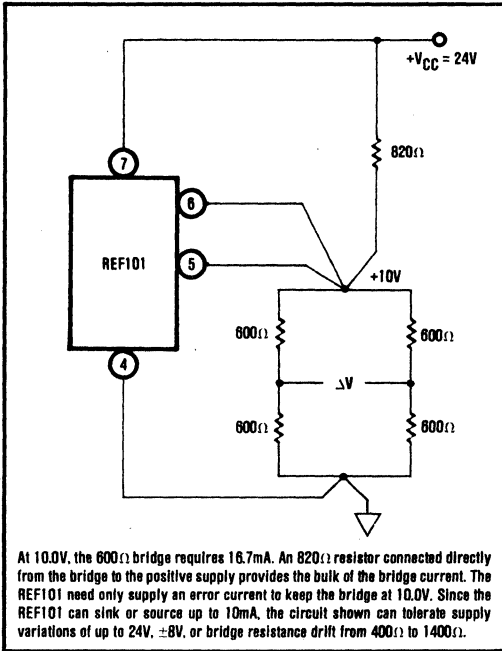 +VCC = 24V
7
820Ω
6
REF101
5
+10V
4
600Ω
600Ω
ΔV
600Ω
600Ω
At 10.0V, the 600Ω bridge requires 16.7mA. An 820Ω resistor connected directly
from the bridge to the positive supply provides the bulk of the bridge current. The
REF101 need only supply an error current to keep the bridge at 10.0V. Since the
REF101 can sink or source up to 10mA, the circuit shown can tolerate supply
variations of up to 24V, ±8V, or bridge resistance drift from 400Ω to 1400Ω.